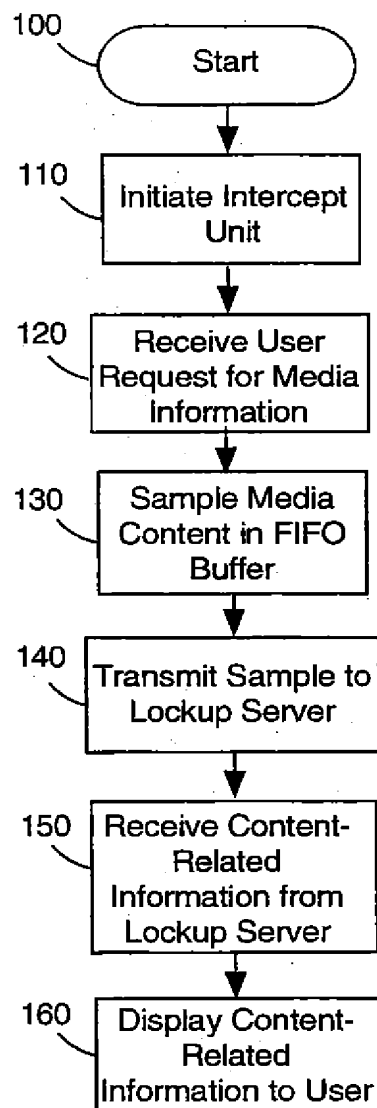 100
Start
110
Initiate Intercept
Unit
120
Receive User
Request for Media
Information
130
Sample Media
Content in FIFO
Buffer
140
Transmit Sample to
Lockup Server
150
Receive Content-
Related
Information from
Lockup Server
160
Display Content-
Related
Information to User